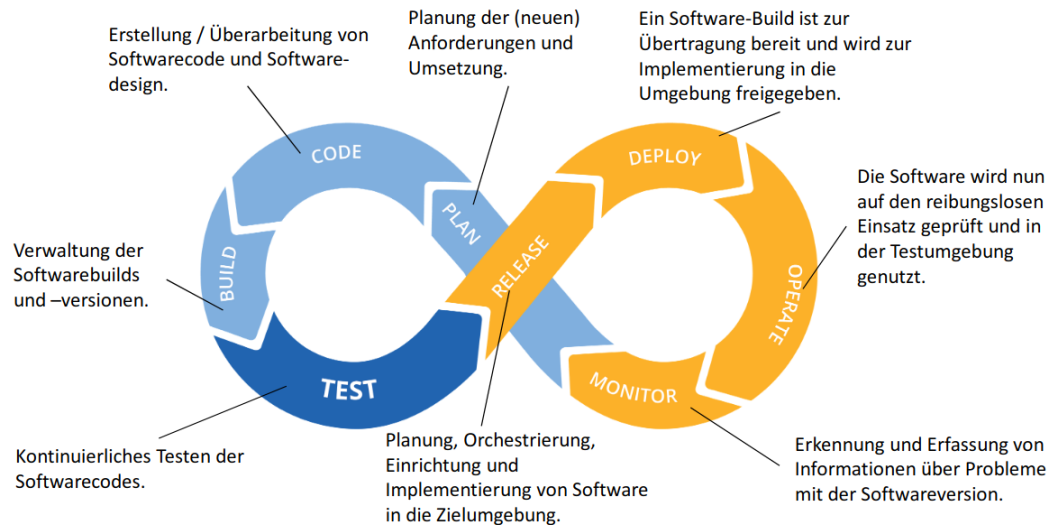 Erstellung / Überarbeitung von
Softwarecode und Software-
design.
Planung der (neuen)
Anforderungen und
Umsetzung.
Ein Software-Build ist zur
Übertragung bereit und wird zur
Implementierung in die
Umgebung freigegeben.
CODE
DEPLOY
PLAN
RELEASE
Die Software wird nun
auf den reibungslosen
Einsatz geprüft und in
der Testumgebung
genutzt.
Verwaltung der
Softwarebuilds
und –versionen.
BUILD
OPERATE
TEST
MONITOR
Kontinuierliches Testen der
Softwarecodes.
Planung, Orchestrierung,
Einrichtung und
Implementierung von Software
in die Zielumgebung.
Erkennung und Erfassung von
Informationen über Probleme
mit der Softwareversion.